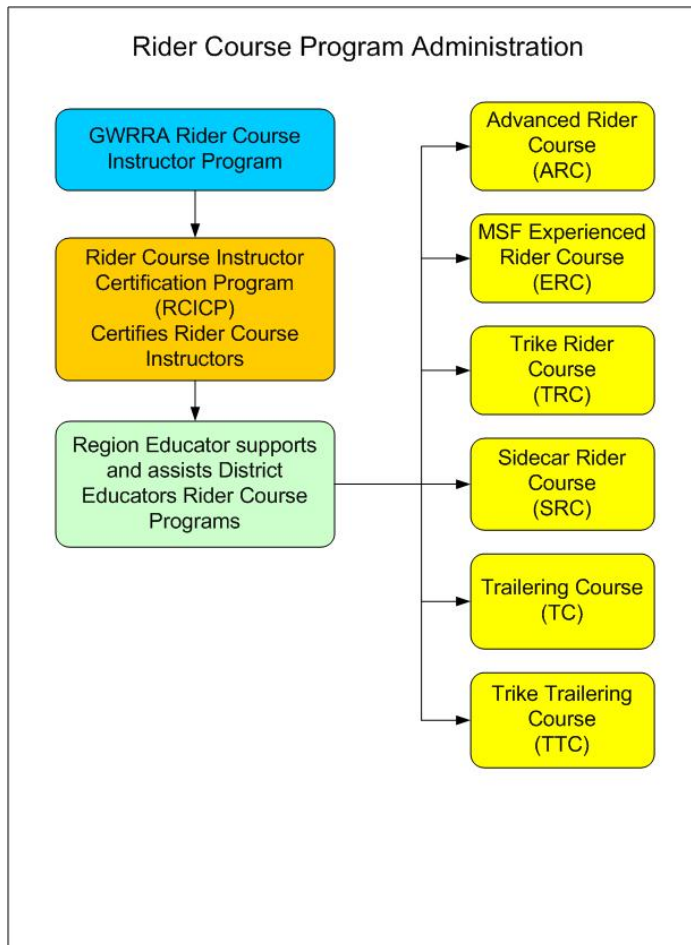 Rider Course Program Administration
GWRRA Rider Course
Instructor Program
Rider Course Instructor
Certification Program
(RCICP)
Certifies Rider Course
Instructors
Region Educator supports
and assists District
Educators Rider Course
Programs
Advanced Rider
Course
(ARC)
MSF Experienced
Rider Course
(ERC)
Trike Rider
Course
(TRC)
Sidecar Rider
Course
(SRC)
Trailering Course
(TC)
Trike Trailering
Course
(TTC)